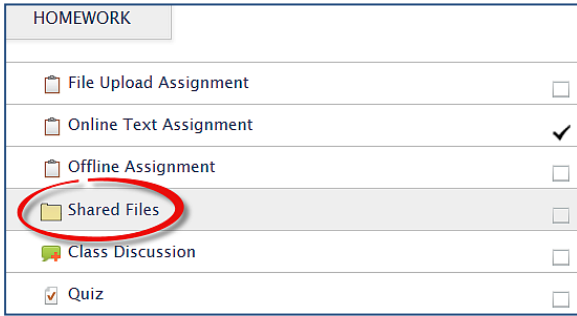 HOMEWORK
File Upload Assignment
Online Text Assignment
Offline Assignment
Shared Files
Class Discussion
Quiz